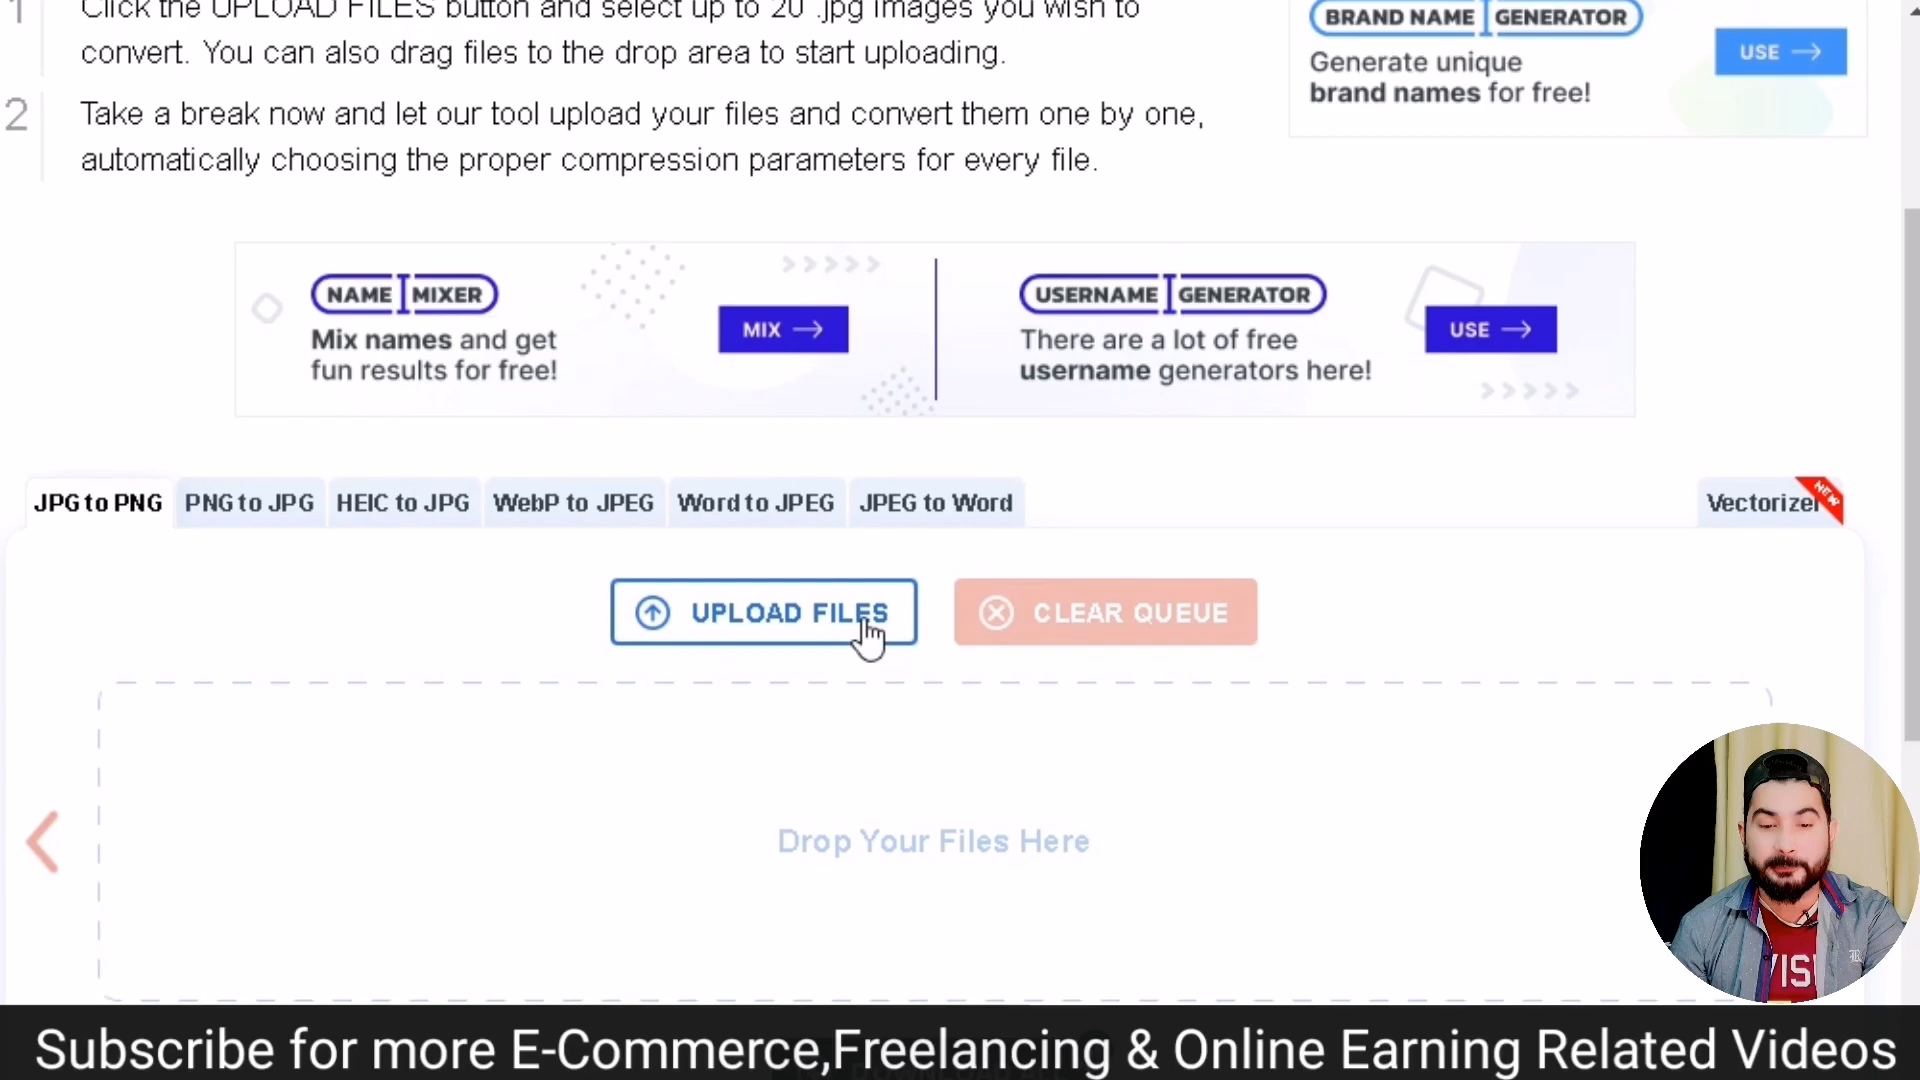 1 Click the UPLOAD FILES button and select up to 20 .jpg images you wish to
convert. You can also drag files to the drop area to start uploading.
2 Take a break now and let our tool upload your files and convert them one by one,
automatically choosing the proper compression parameters for every file.
BRAND NAME GENERATOR
Generate unique
brand names for free!
USE
NAME MIXER
Mix names and get
fun results for free!
MIX
USERNAME GENERATOR
There are a lot of free
username generators here!
USE
JPG to PNG PNG to JPG HEIC to JPG WebP to JPEG Word to JPEG JPEG to Word Vectorizer NEW
UPLOAD FILES CLEAR QUEUE
Drop Your Files Here
Subscribe for more E-Commerce,Freelancing & Online Earning Related Videos